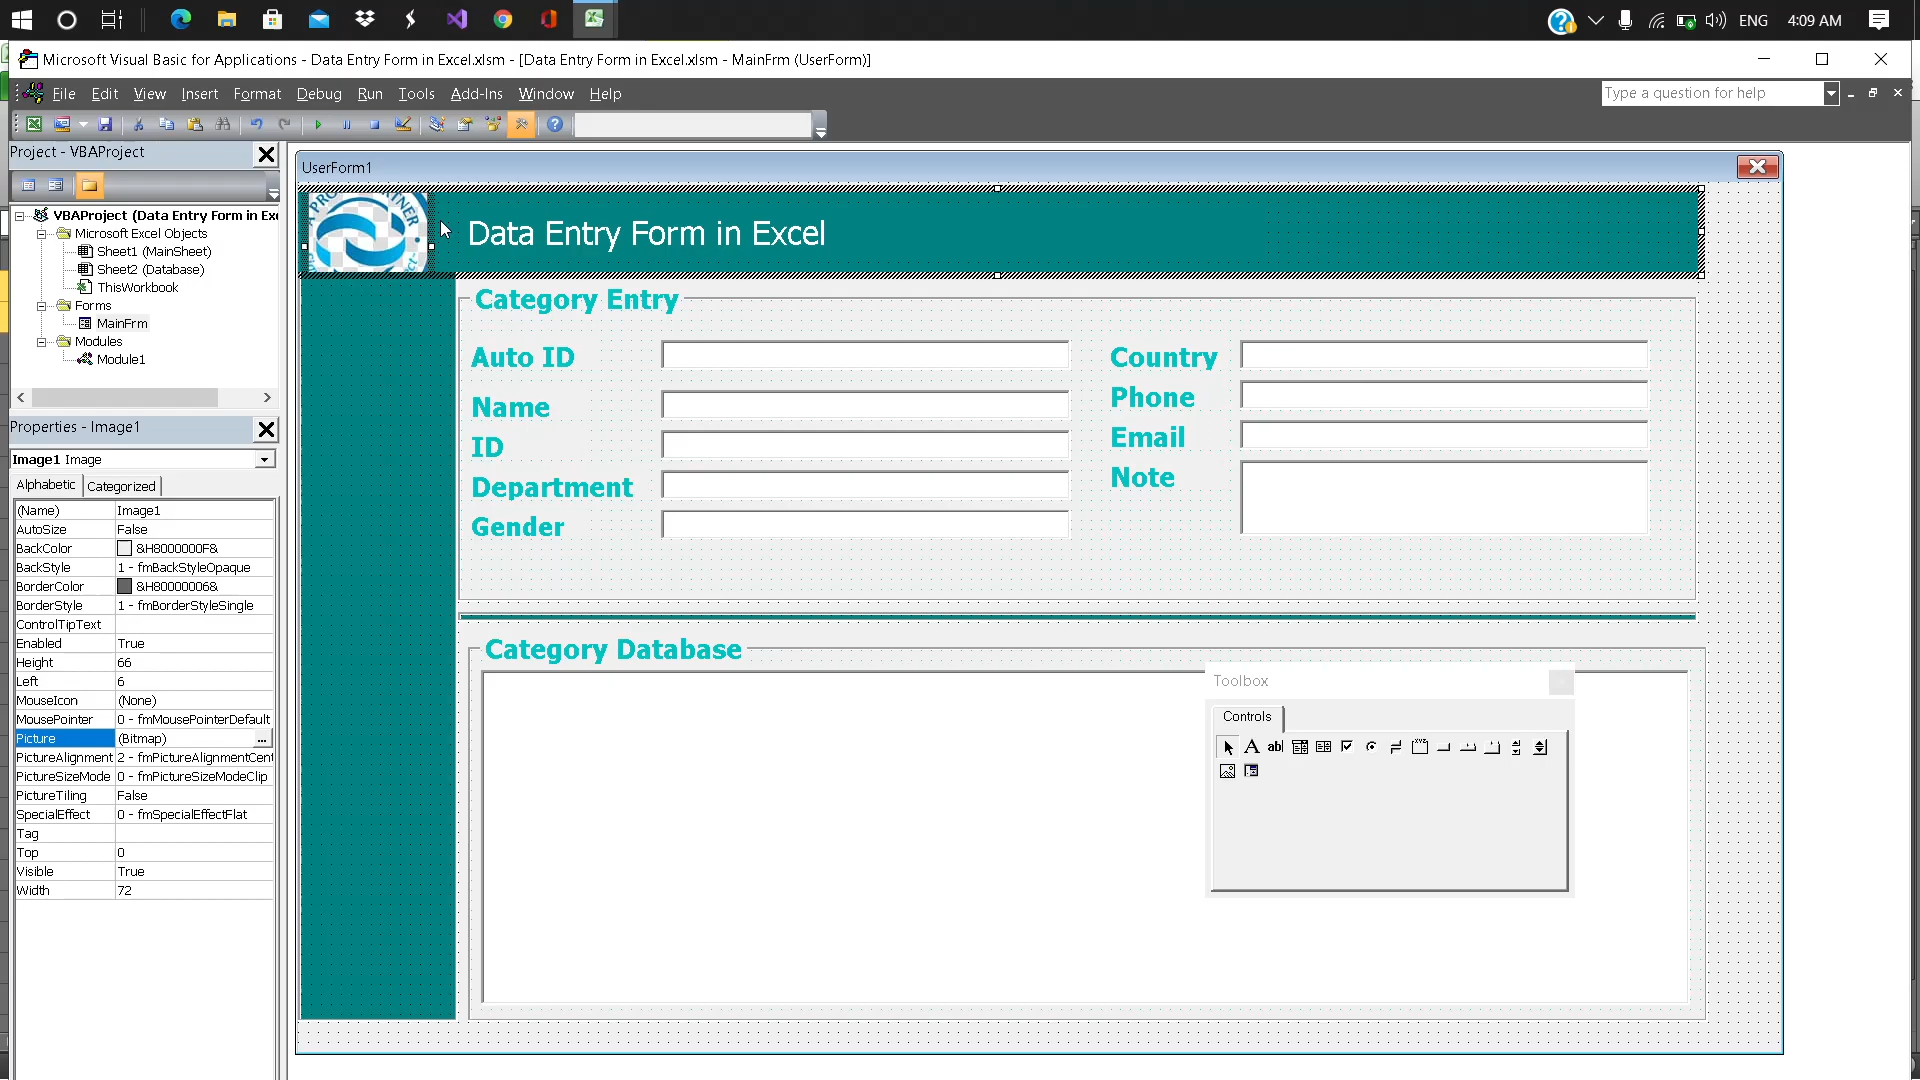 ENG 4:09 AM
Microsoft Visual Basic for Applications - Data Entry Form in Excel.xlsm - [Data Entry Form in Excel.xlsm - MainFrm (UserForm)]
File Edit View Insert Format Debug Run Tools Add-Ins Window Help
Type a question for help
Project - VBAProject
VBAProject (Data Entry Form in Exc
Microsoft Excel Objects
Sheet1 (MainSheet)
Sheet2 (Database)
ThisWorkbook
Forms
MainFrm
Modules
Module1
Properties - Image1
Image1 Image
Alphabetic Categorized
(Name) Image1
AutoSize False
BackColor &H8000000F&
BackStyle 1 - fmBackStyleOpaque
BorderColor &H80000006&
BorderStyle 1 - fmBorderStyleSingle
ControlTipText
Enabled True
Height 66
Left 6
MouseIcon (None)
MousePointer 0 - fmMousePointerDefault
Picture (Bitmap) ...
PictureAlignment 2 - fmPictureAlignmentCent
PictureSizeMode 0 - fmPictureSizeModeClip
PictureTiling False
SpecialEffect 0 - fmSpecialEffectFlat
Tag
Top 0
Visible True
Width 72
UserForm1
Data Entry Form in Excel
Category Entry
Auto ID
Name
ID
Department
Gender
Country
Phone
Email
Note
Category Database
Toolbox
Controls
A ab|